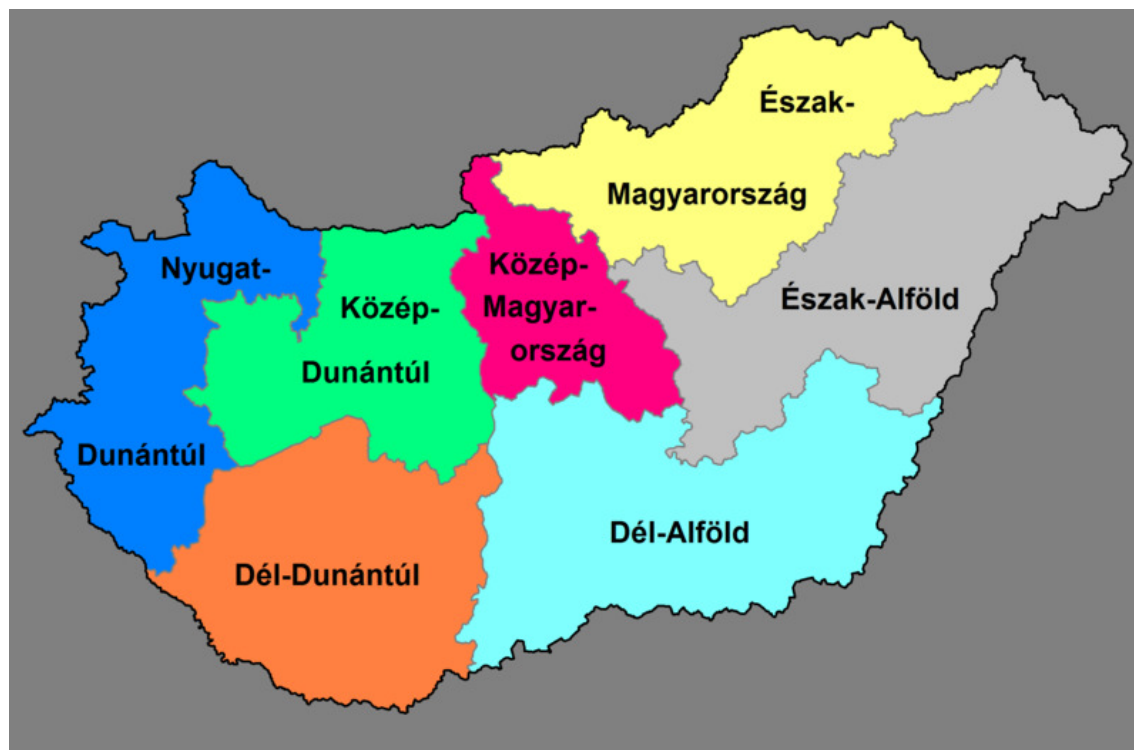 Észak-
Magyarország
Nyugat-
Dunántúl
Közép-
Dunántúl
Közép-
Magyar-
ország
Észak-Alföld
Dél-Alföld
Dél-Dunántúl